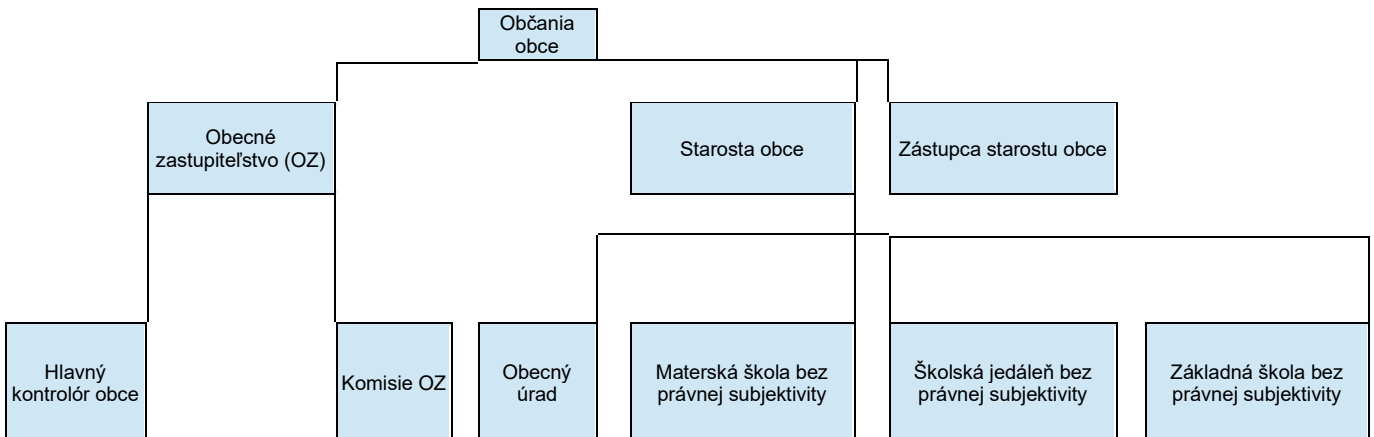 Občania
obce
Obecné
zastupiteľstvo (OZ)
Starosta obce
Zástupca starostu obce
Hlavný
kontrolór obce
Komisie OZ
Obecný
úrad
Materská škola bez
právnej subjektivity
Školská jedáleň bez
právnej subjektivity
Základná škola bez
právnej subjektivity